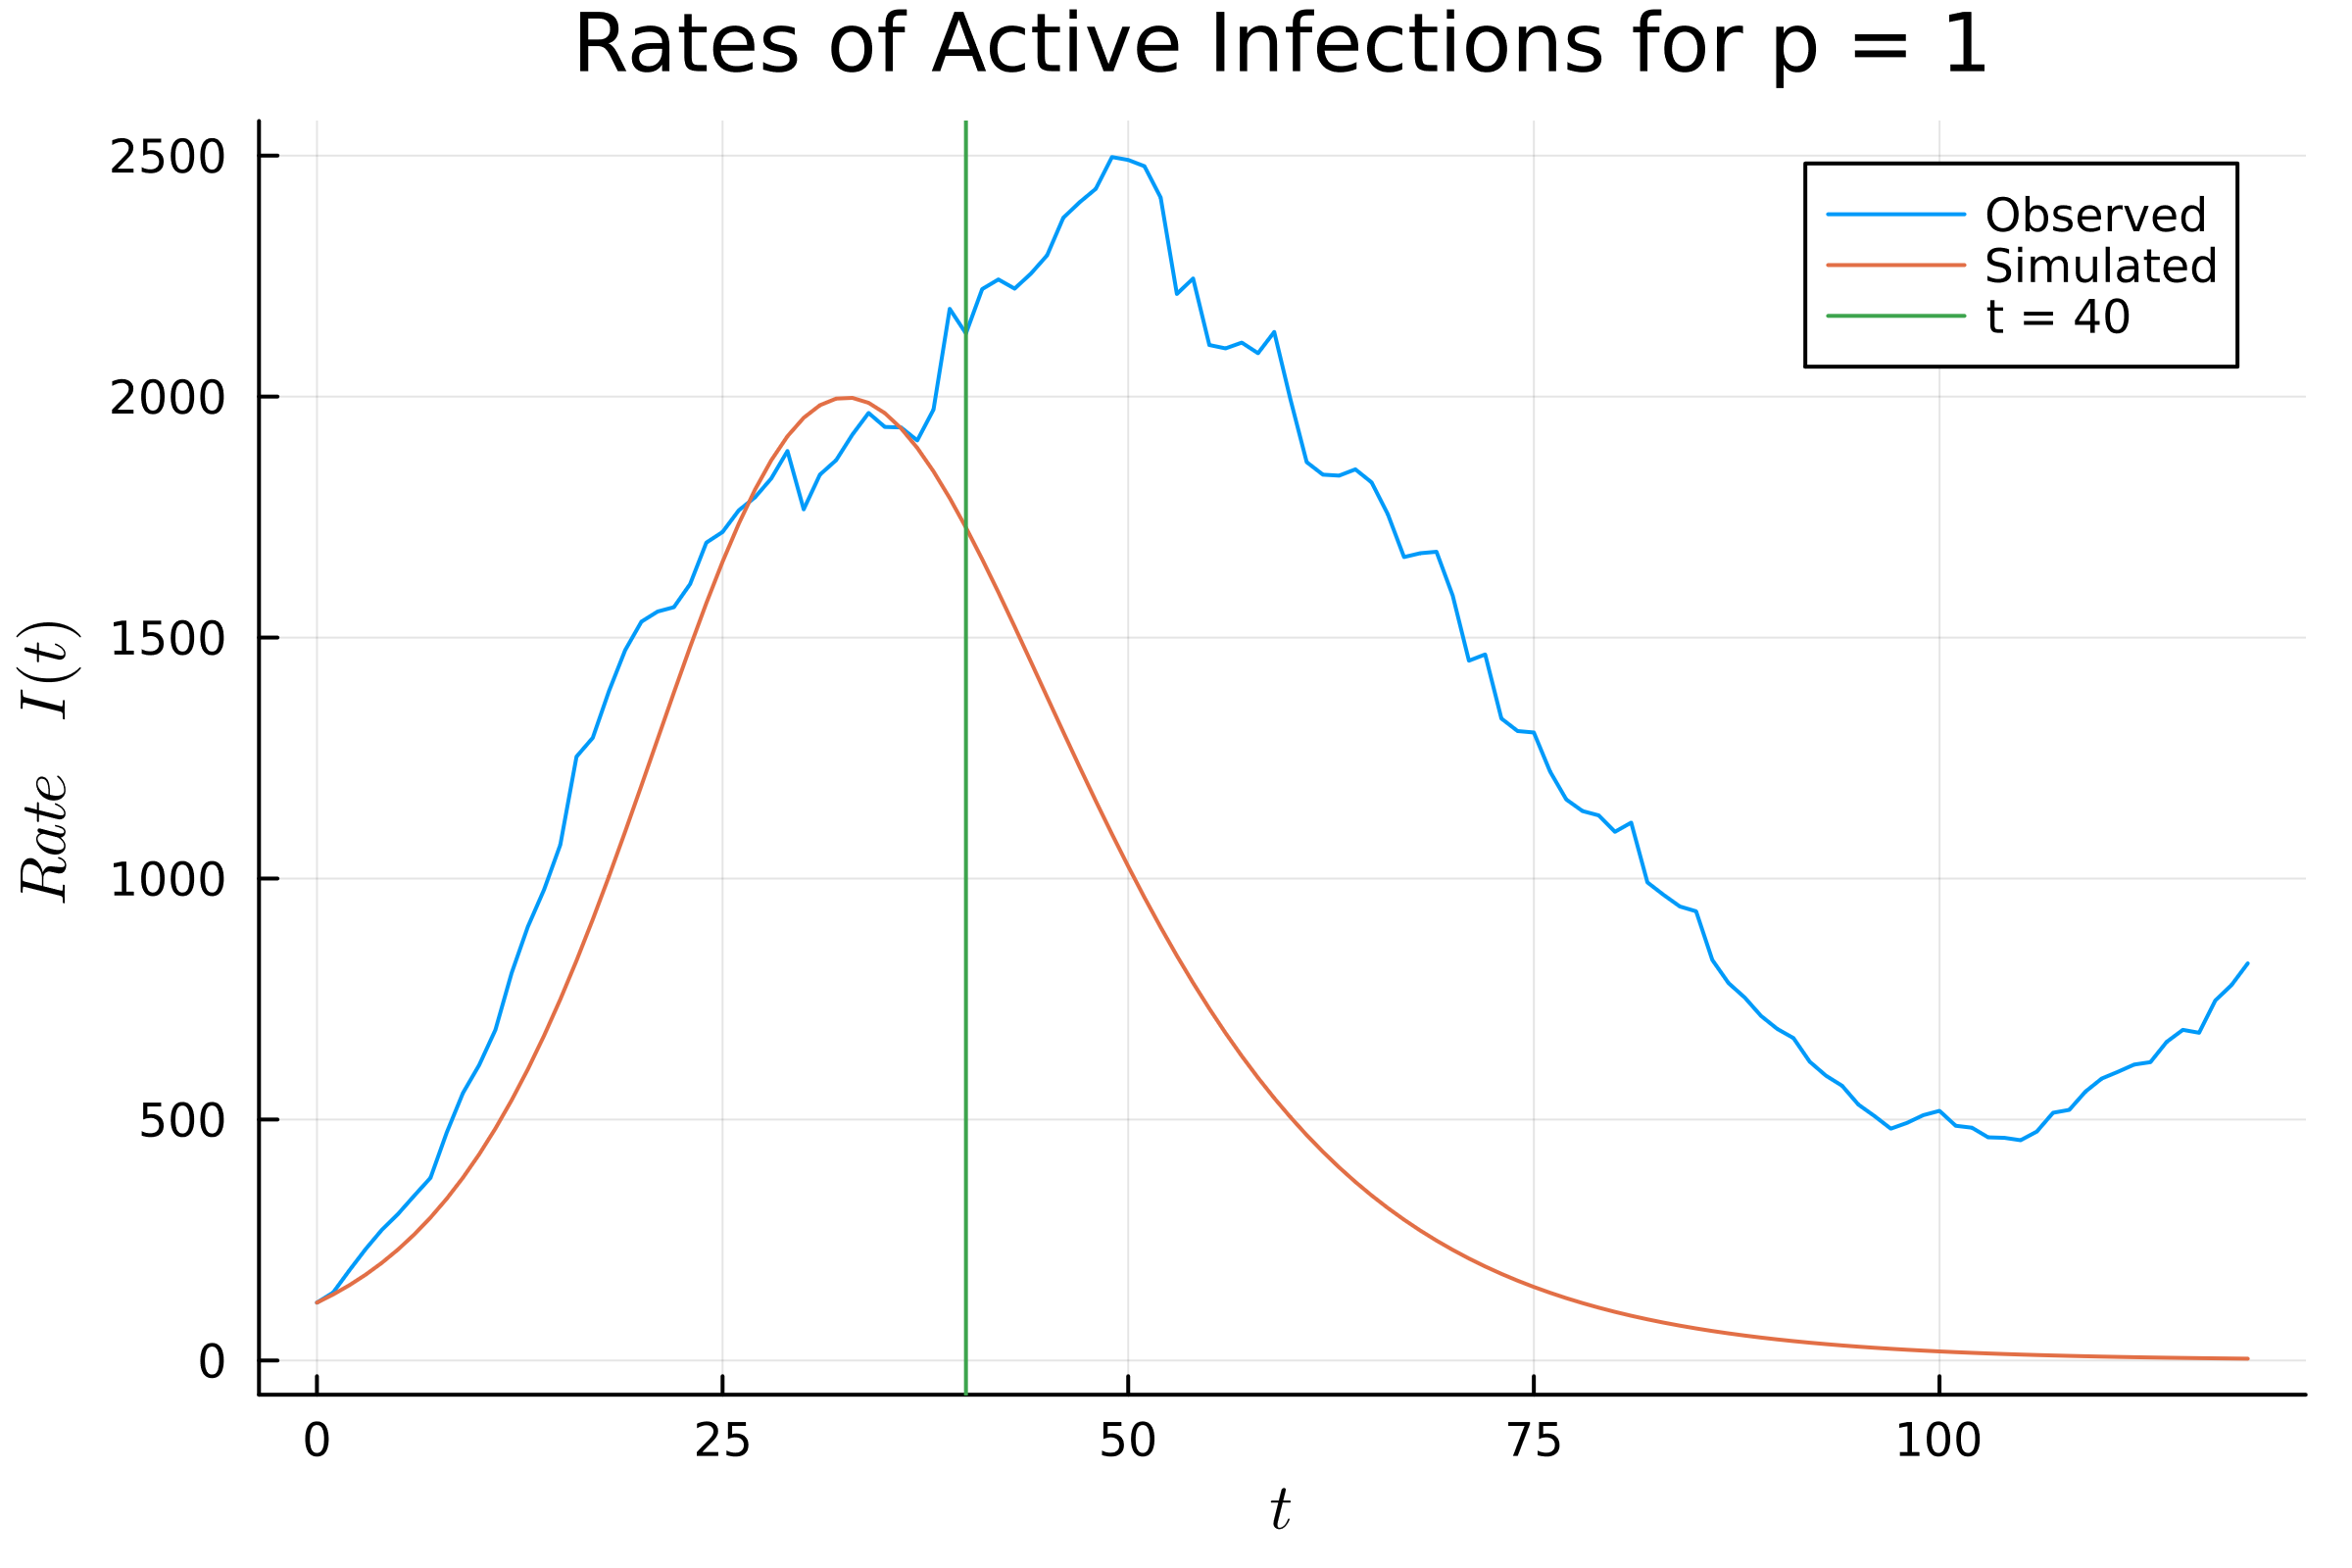 Rates of Active Infections for p = 1
Rate I(t)
2500
2000
1500
1000
500
0
0 25 50 75 100
t
Observed
Simulated
t = 40